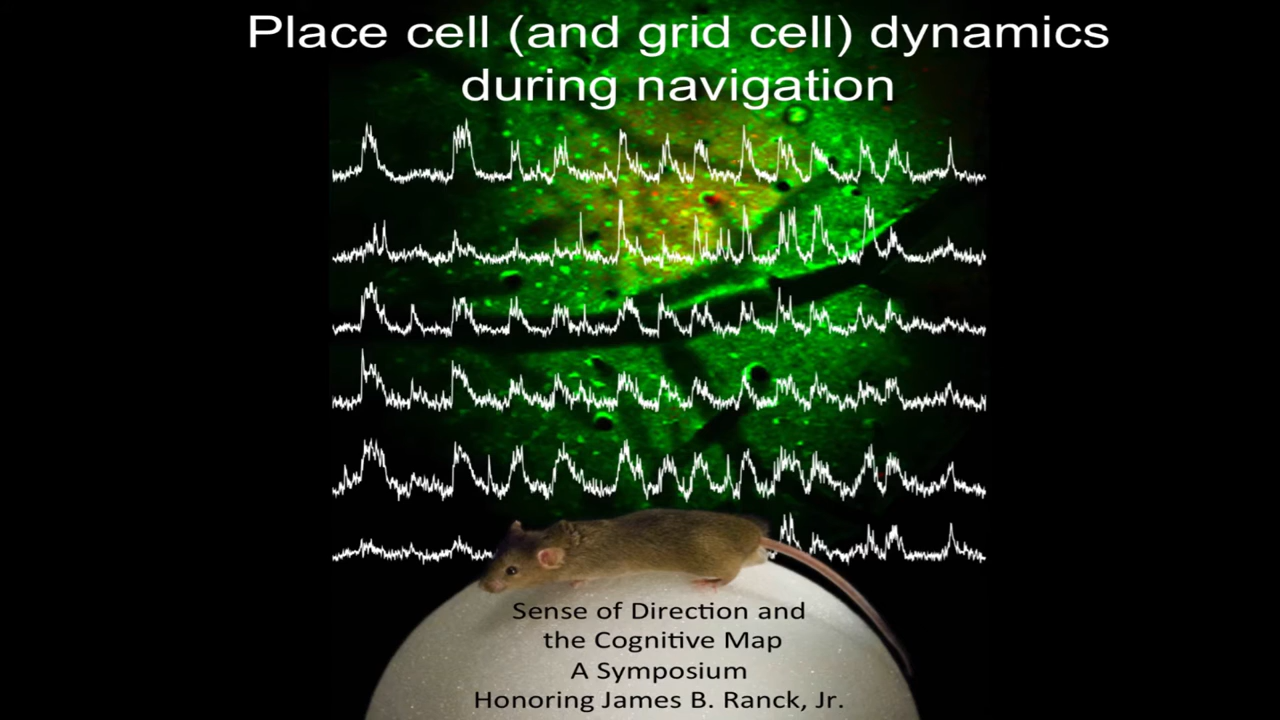 Place cell (and grid cell) dynamics
during navigation
Sense of Direction and
the Cognitive Map
A Symposium
Honoring James B. Ranck, Jr.